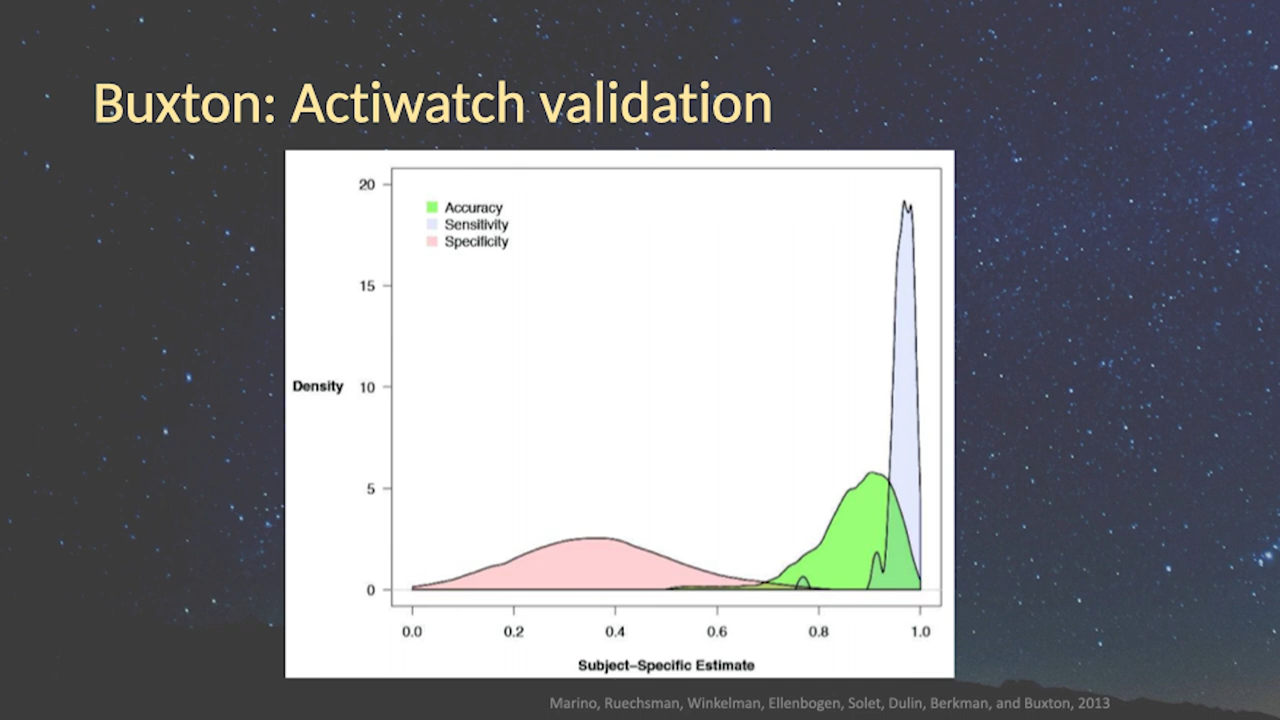 Buxton: Actiwatch validation
20
Accuracy
Sensitivity
Specificity
15
Density 10
5
0
0.0 0.2 0.4 0.6 0.8 1.0
Subject–Specific Estimate
Marino, Ruechsman, Winkelman, Ellenbogen, Solet, Dulin, Berkman, and Buxton, 2013